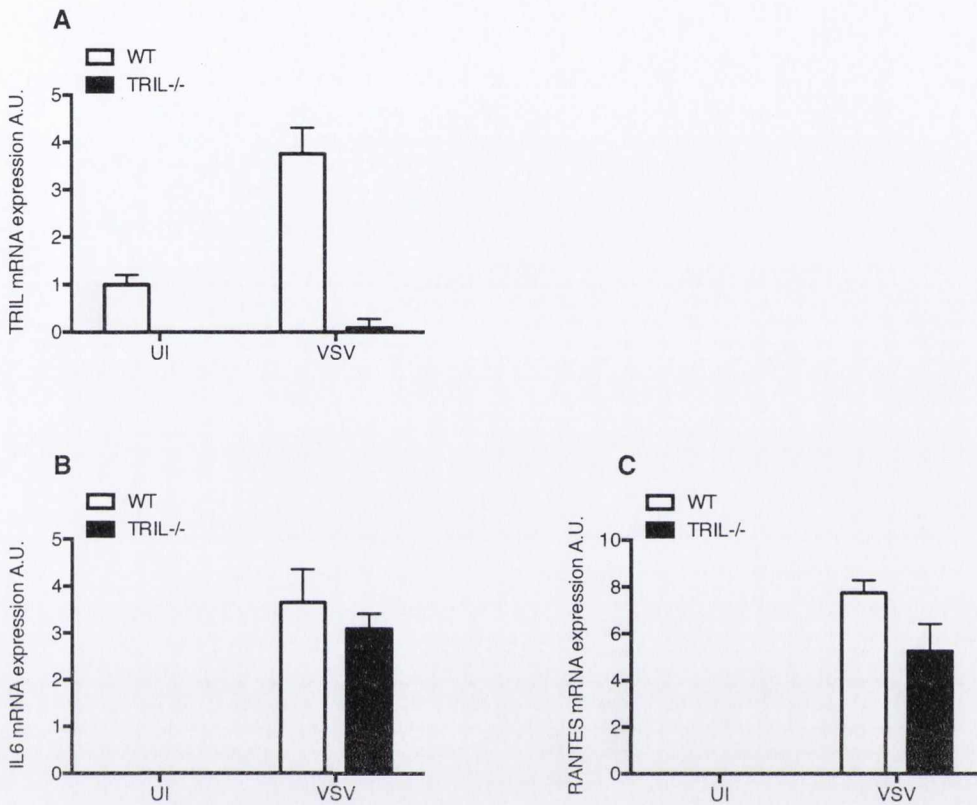 A
WT
TRIL-/-
TRIL mRNA expression A.U.
5
4
3
2
1
0
UI
VSV
B
WT
TRIL-/-
IL6 mRNA expression A.U.
5
4
3
2
1
0
UI
VSV
C
WT
TRIL-/-
RANTES mRNA expression A.U.
10
8
6
4
2
0
UI
VSV